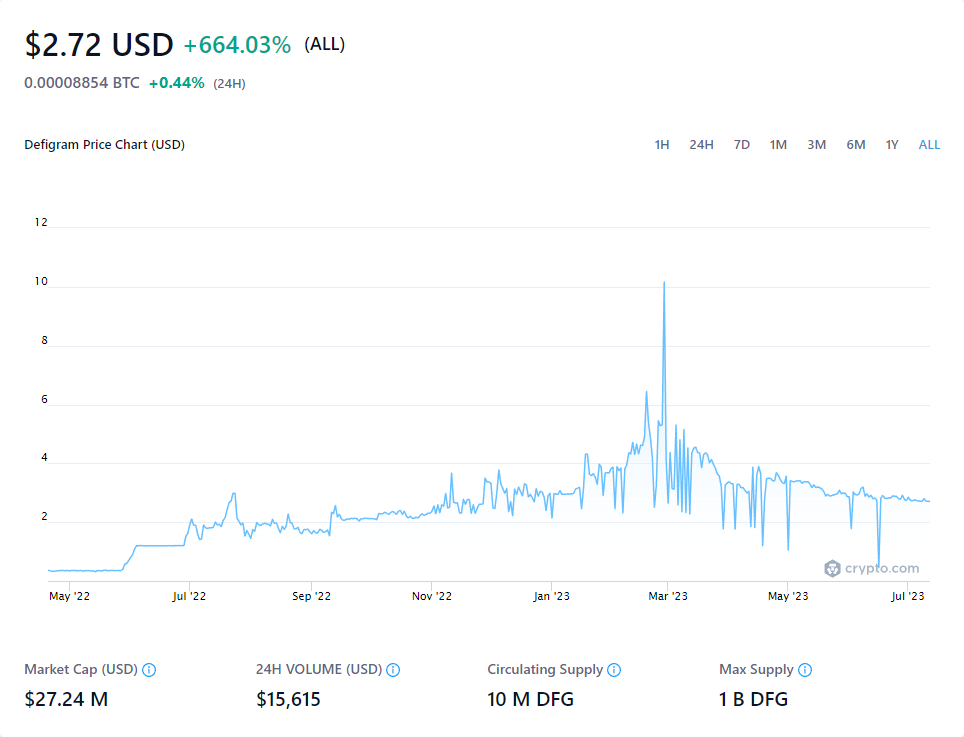 $2.72 USD +664.03% (ALL)
0.00008854 BTC +0.44% (24H)
Defigram Price Chart (USD) 1H 24H 7D 1M 3M 6M 1Y ALL
12
10
8
6
4
2
crypto.com
May '22 Jul '22 Sep '22 Nov '22 Jan '23 Mar '23 May '23 Jul '23
Market Cap (USD) 24H VOLUME (USD) Circulating Supply Max Supply
$27.24 M $15,615 10 M DFG 1 B DFG